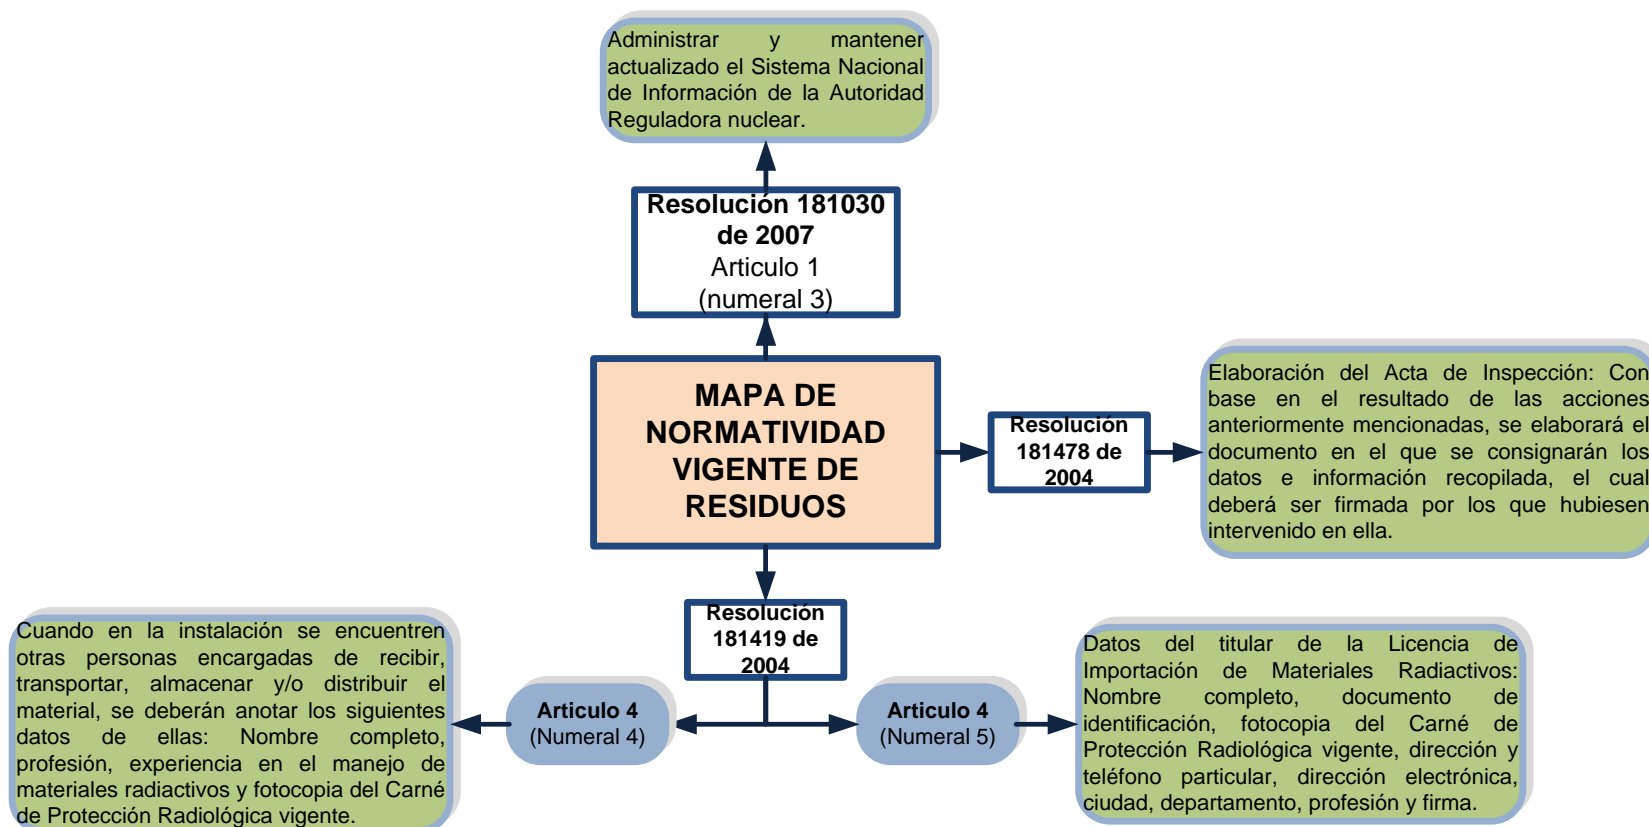 Administrar y mantener
actualizado el Sistema Nacional
de Información de la Autoridad
Reguladora nuclear.
Resolución 181030
de 2007
Articulo 1
(numeral 3)
MAPA DE
NORMATIVIDAD
VIGENTE DE
RESIDUOS
Resolución
181478 de
2004
Elaboración del Acta de Inspección: Con
base en el resultado de las acciones
anteriormente mencionadas, se elaborará el
documento en el que se consignarán los
datos e información recopilada, el cual
deberá ser firmada por los que hubiesen
intervenido en ella.
Resolución
181419 de
2004
Cuando en la instalación se encuentren
otras personas encargadas de recibir,
transportar, almacenar y/o distribuir el
material, se deberán anotar los siguientes
datos de ellas: Nombre completo,
profesión, experiencia en el manejo de
materiales radiactivos y fotocopia del Carné
de Protección Radiológica vigente.
Articulo 4
(Numeral 4)
Articulo 4
(Numeral 5)
Datos del titular de la Licencia de
Importación de Materiales Radiactivos:
Nombre completo, documento de
identificación, fotocopia del Carné de
Protección Radiológica vigente, dirección y
teléfono particular, dirección electrónica,
ciudad, departamento, profesión y firma.